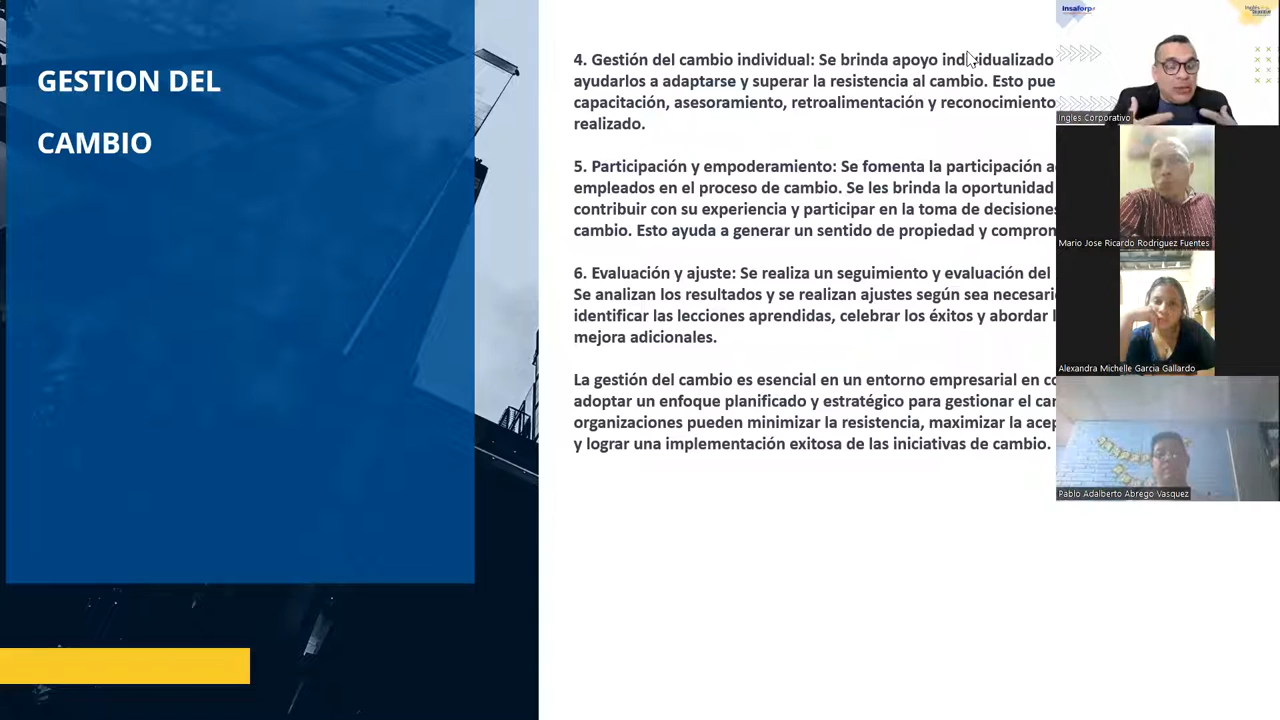 GESTION DEL
CAMBIO
4. Gestión del cambio individual: Se brinda apoyo individualizado
ayudarlos a adaptarse y superar la resistencia al cambio. Esto
capacitación, asesoramiento, retroalimentación y reconocimiento
realizado.
5. Participación y empoderamiento: Se fomenta la participación
empleados en el proceso de cambio. Se les brinda la oportunidad
contribuir con su experiencia y participar en la toma de decisiones
cambio. Esto ayuda a generar un sentido de propiedad y
6. Evaluación y ajuste: Se realiza un seguimiento y evaluación del
Se analizan los resultados y se realizan ajustes según sea
identificar las lecciones aprendidas, celebrar los éxitos y abordar
mejora adicionales.
La gestión del cambio es esencial en un entorno empresarial en
adoptar un enfoque planificado y estratégico para gestionar el
organizaciones pueden minimizar la resistencia, maximizar la
y lograr una implementación exitosa de las iniciativas de cambio.
insaforp
Ingles Corporativo
Mario Jose Ricardo Rodriguez Fuentes
Alexandra Michelle Garcia Gallardo
Pablo Adalberto Abrego Vasquez